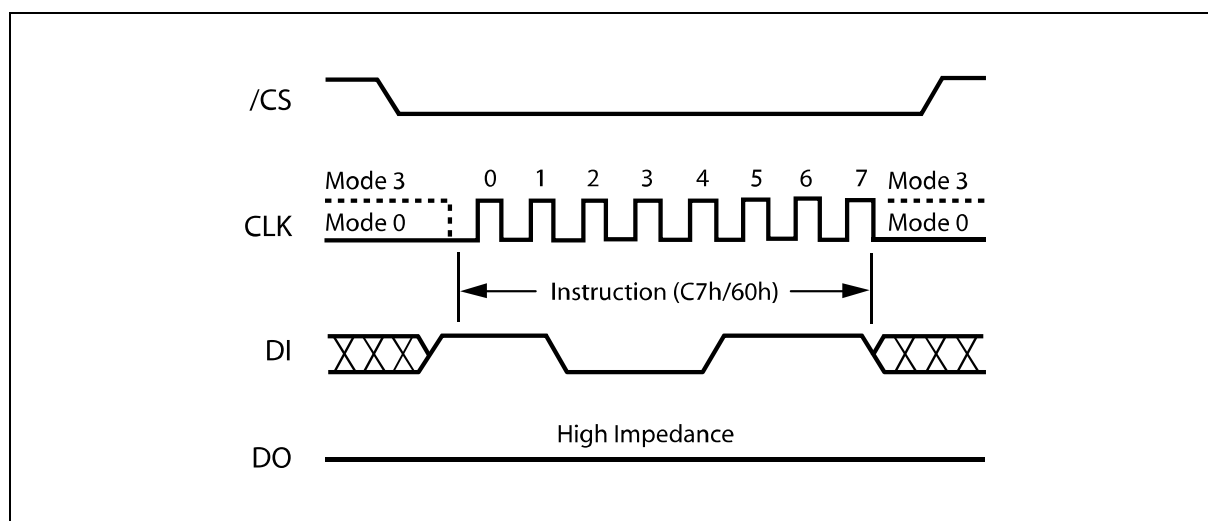 /CS
Mode 3 0 1 2 3 4 5 6 7 Mode 3
CLK Mode 0 Mode 0
Instruction (C7h/60h)
DI
High Impedance
DO